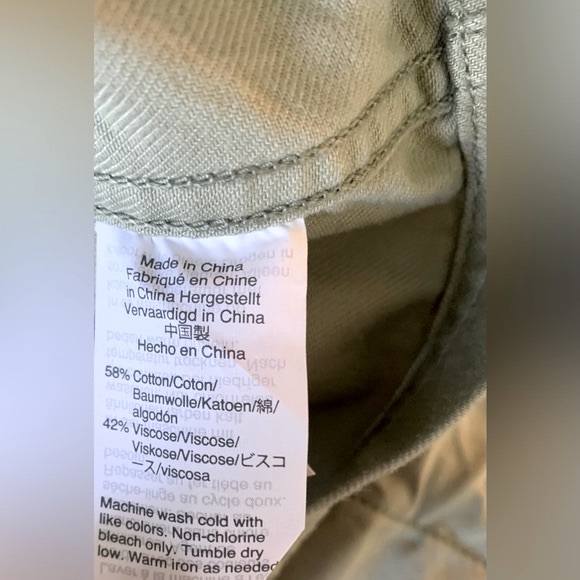 Made in China
Fabriqué en Chine
in China Hergestellt
Vervaardigd in China
中国製
Hecho en China
58% Cotton/Coton/
Baumwolle/Katoen/綿/
algodón
42% Viscose/Viscose/
Viskose/Viscose/ビスコ
ース/viscosa
Machine wash cold with
like colors. Non-chlorine
bleach only. Tumble dry
low. Warm iron as needed